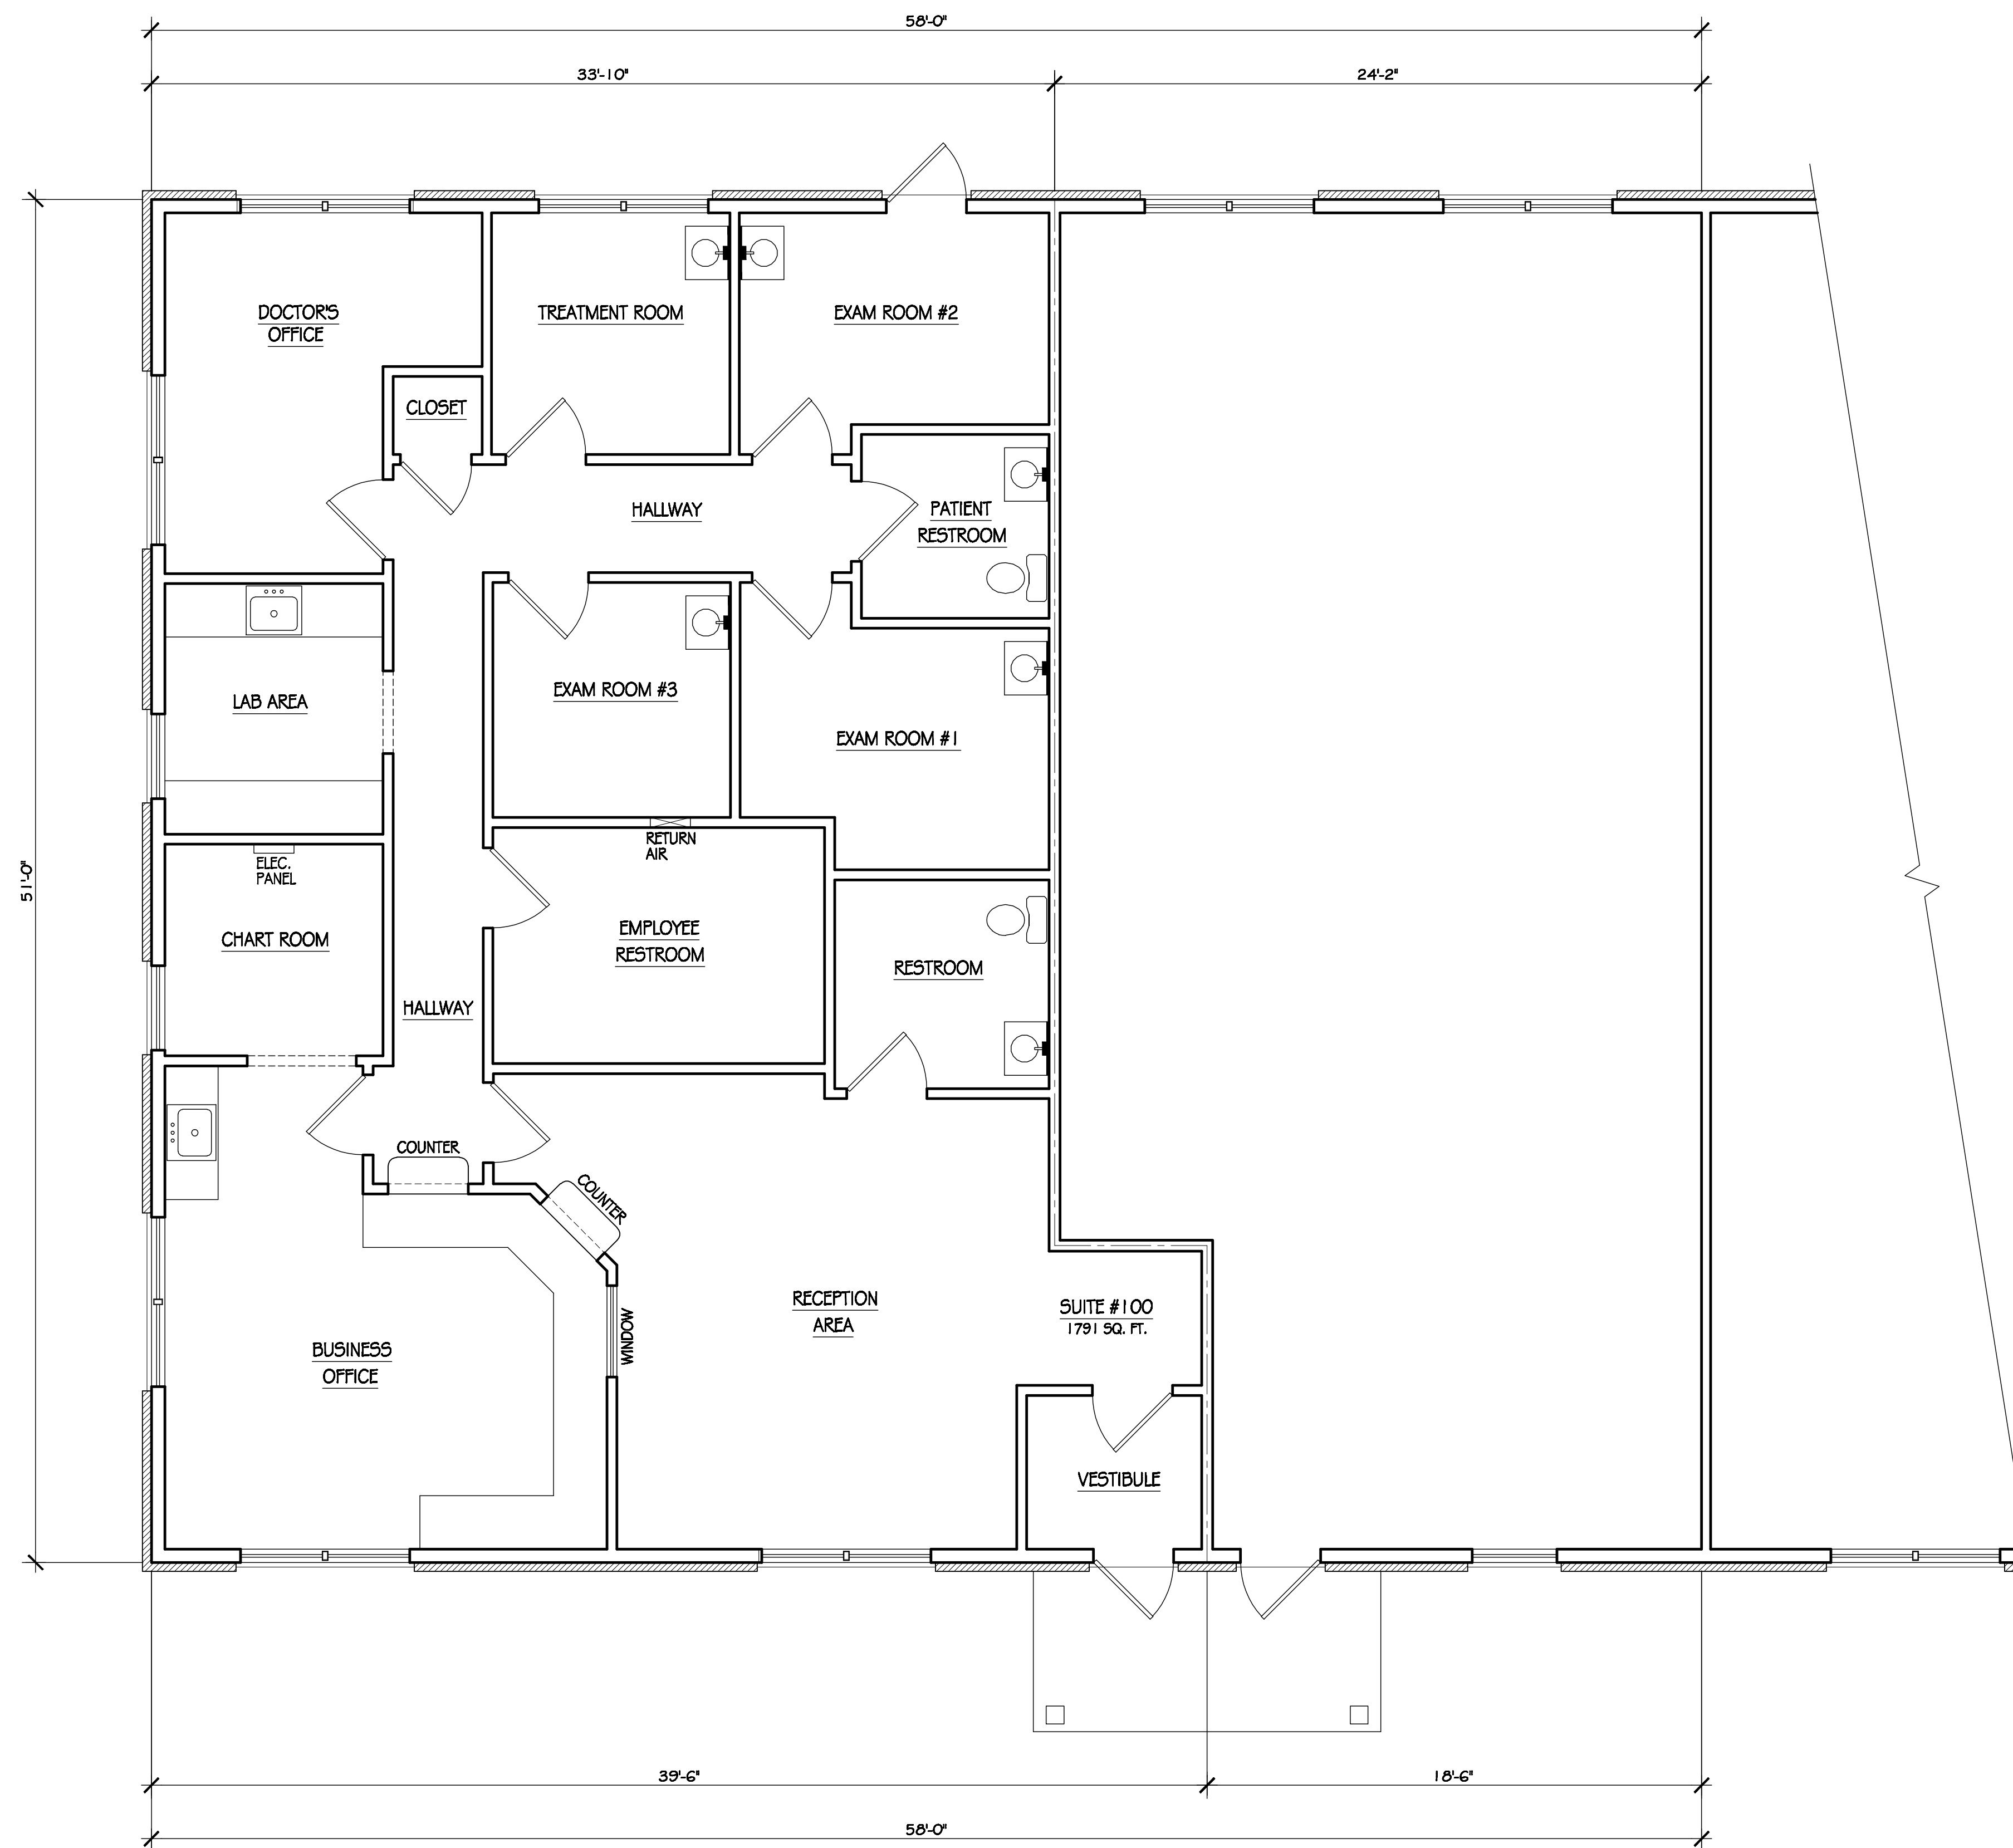 58'-0"
33'-10"
24'-2"
DOCTOR'S
OFFICE
TREATMENT ROOM
EXAM ROOM #2
CLOSET
HALLWAY
PATIENT
RESTROOM
LAB AREA
EXAM ROOM #3
EXAM ROOM #1
RETURN
AIR
ELEC.
PANEL
51'-0"
CHART ROOM
EMPLOYEE
RESTROOM
RESTROOM
HALLWAY
COUNTER
COUNTER
RECEPTION
AREA
SUITE #100
1791 SQ. FT.
WINDOW
BUSINESS
OFFICE
VESTIBULE
39'-6"
18'-6"
58'-0"